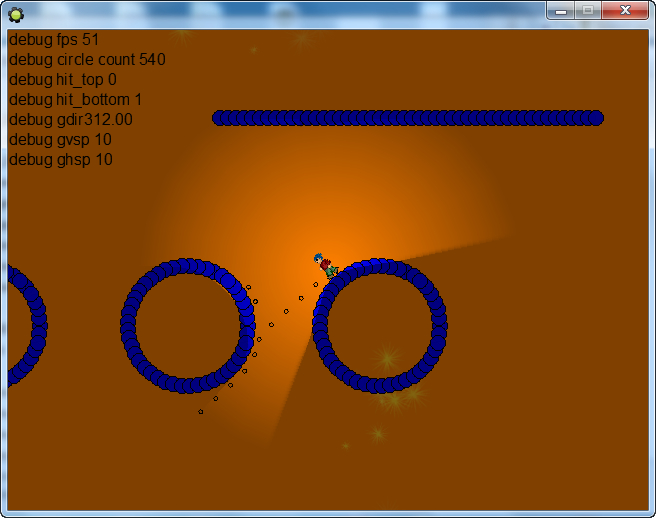 debug fps 51
debug circle count 540
debug hit_top 0
debug hit_bottom 1
debug gdir312.00
debug gvsp 10
debug ghsp 10